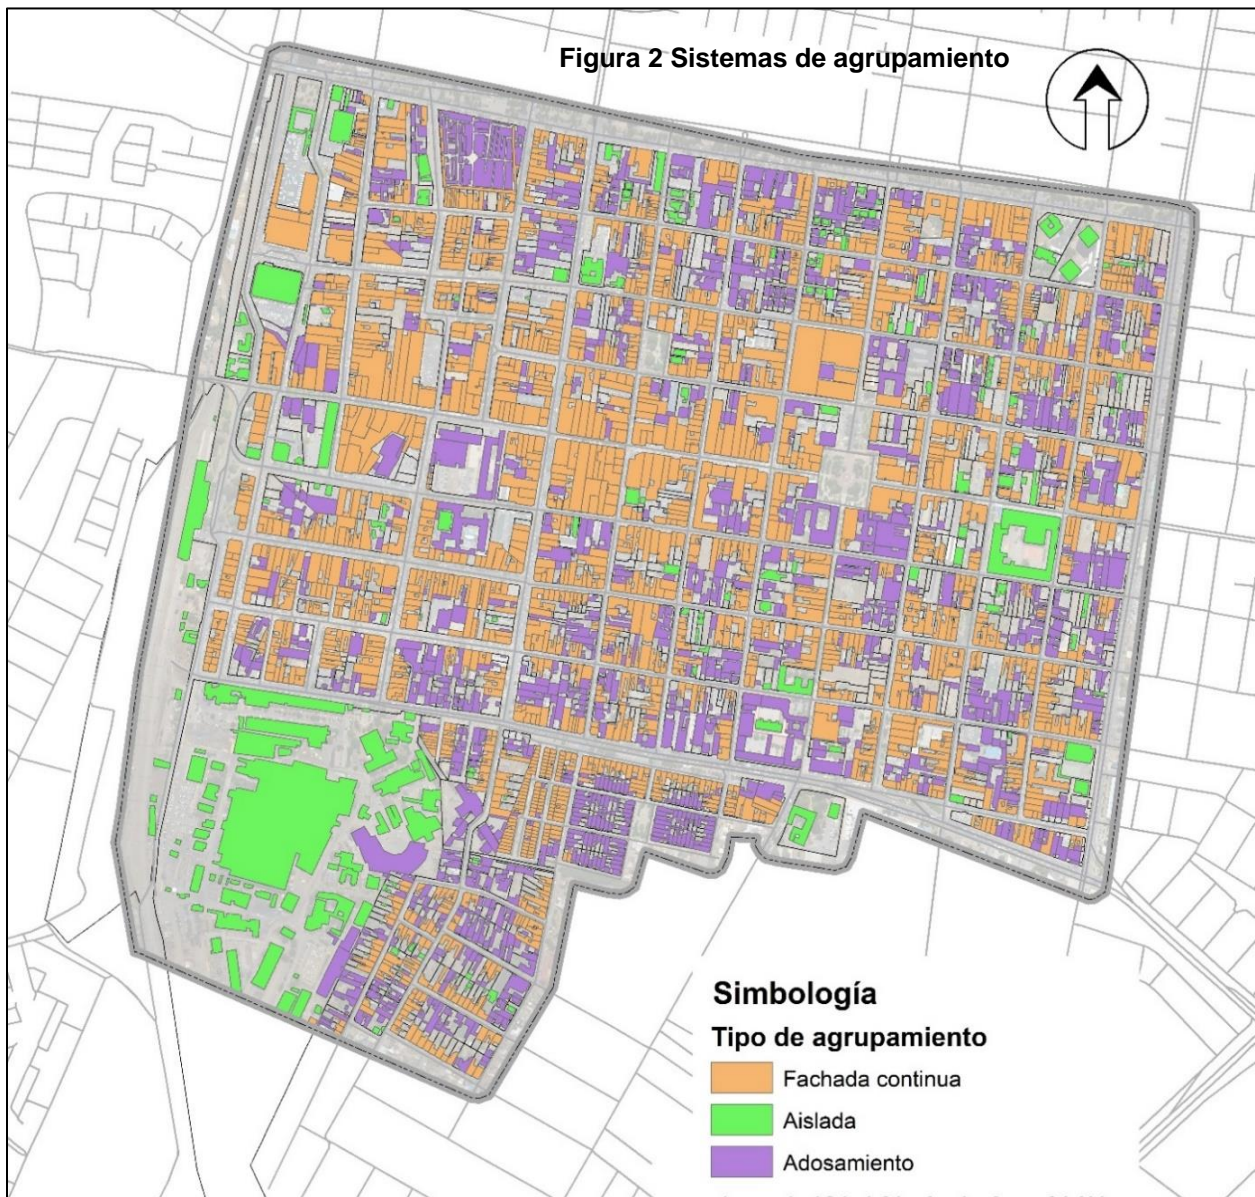 Figura 2 Sistemas de agrupamiento
Simbología
Tipo de agrupamiento
Fachada continua
Aislada
Adosamiento